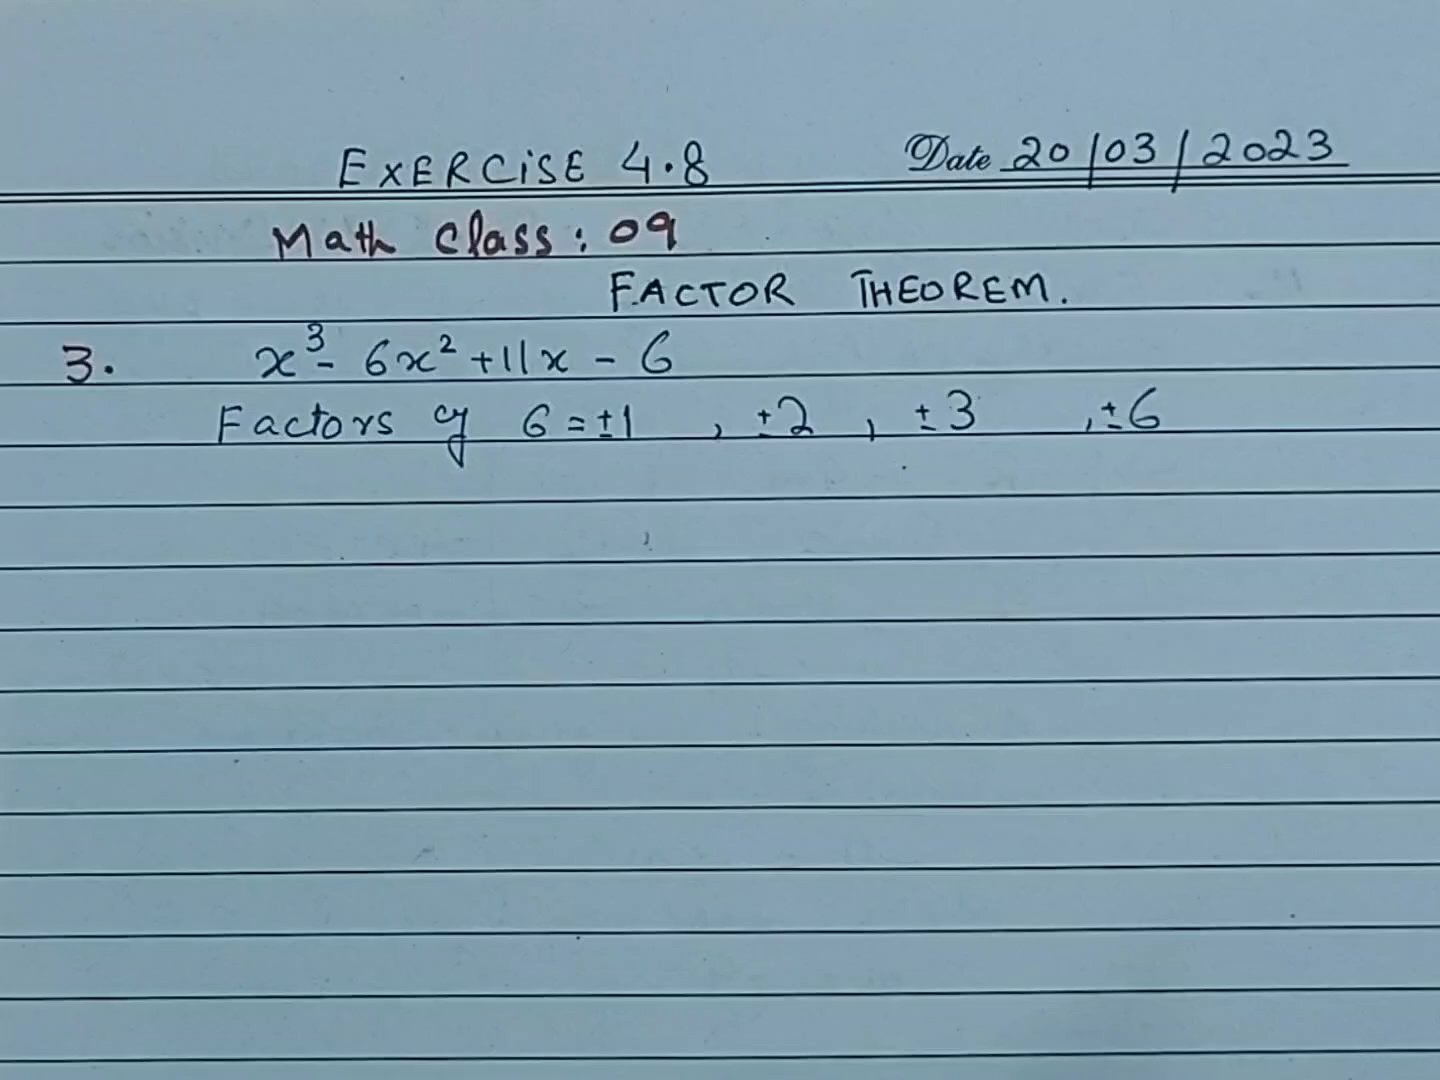 EXERCISE 4.8 Date 20/03/2023
Math Class: 09
FACTOR THEOREM.
3. x³ - 6x² + 11x - 6
Factors of 6 = ±1 , ±2 , ±3 , ±6